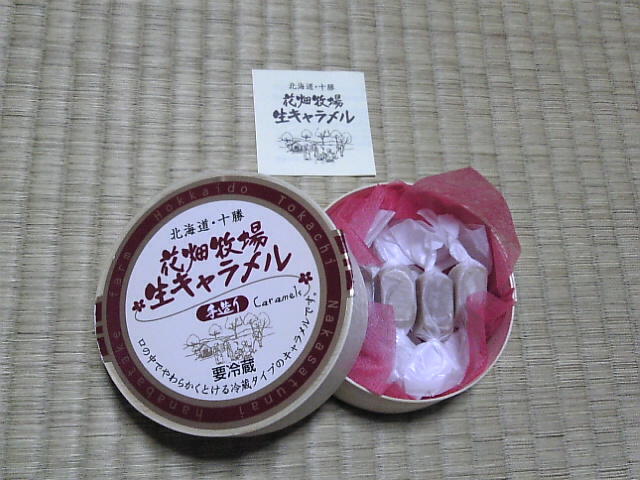 北海道・十勝
花畑牧場
生キャラメル
Hokkaido Tokachi Nakasatunai hanabatake farm
北海道・十勝
花畑牧場
生キャラメル
手造り
Caramels
要冷蔵
口の中でやわらかくとける冷蔵タイプのキャラメルです。